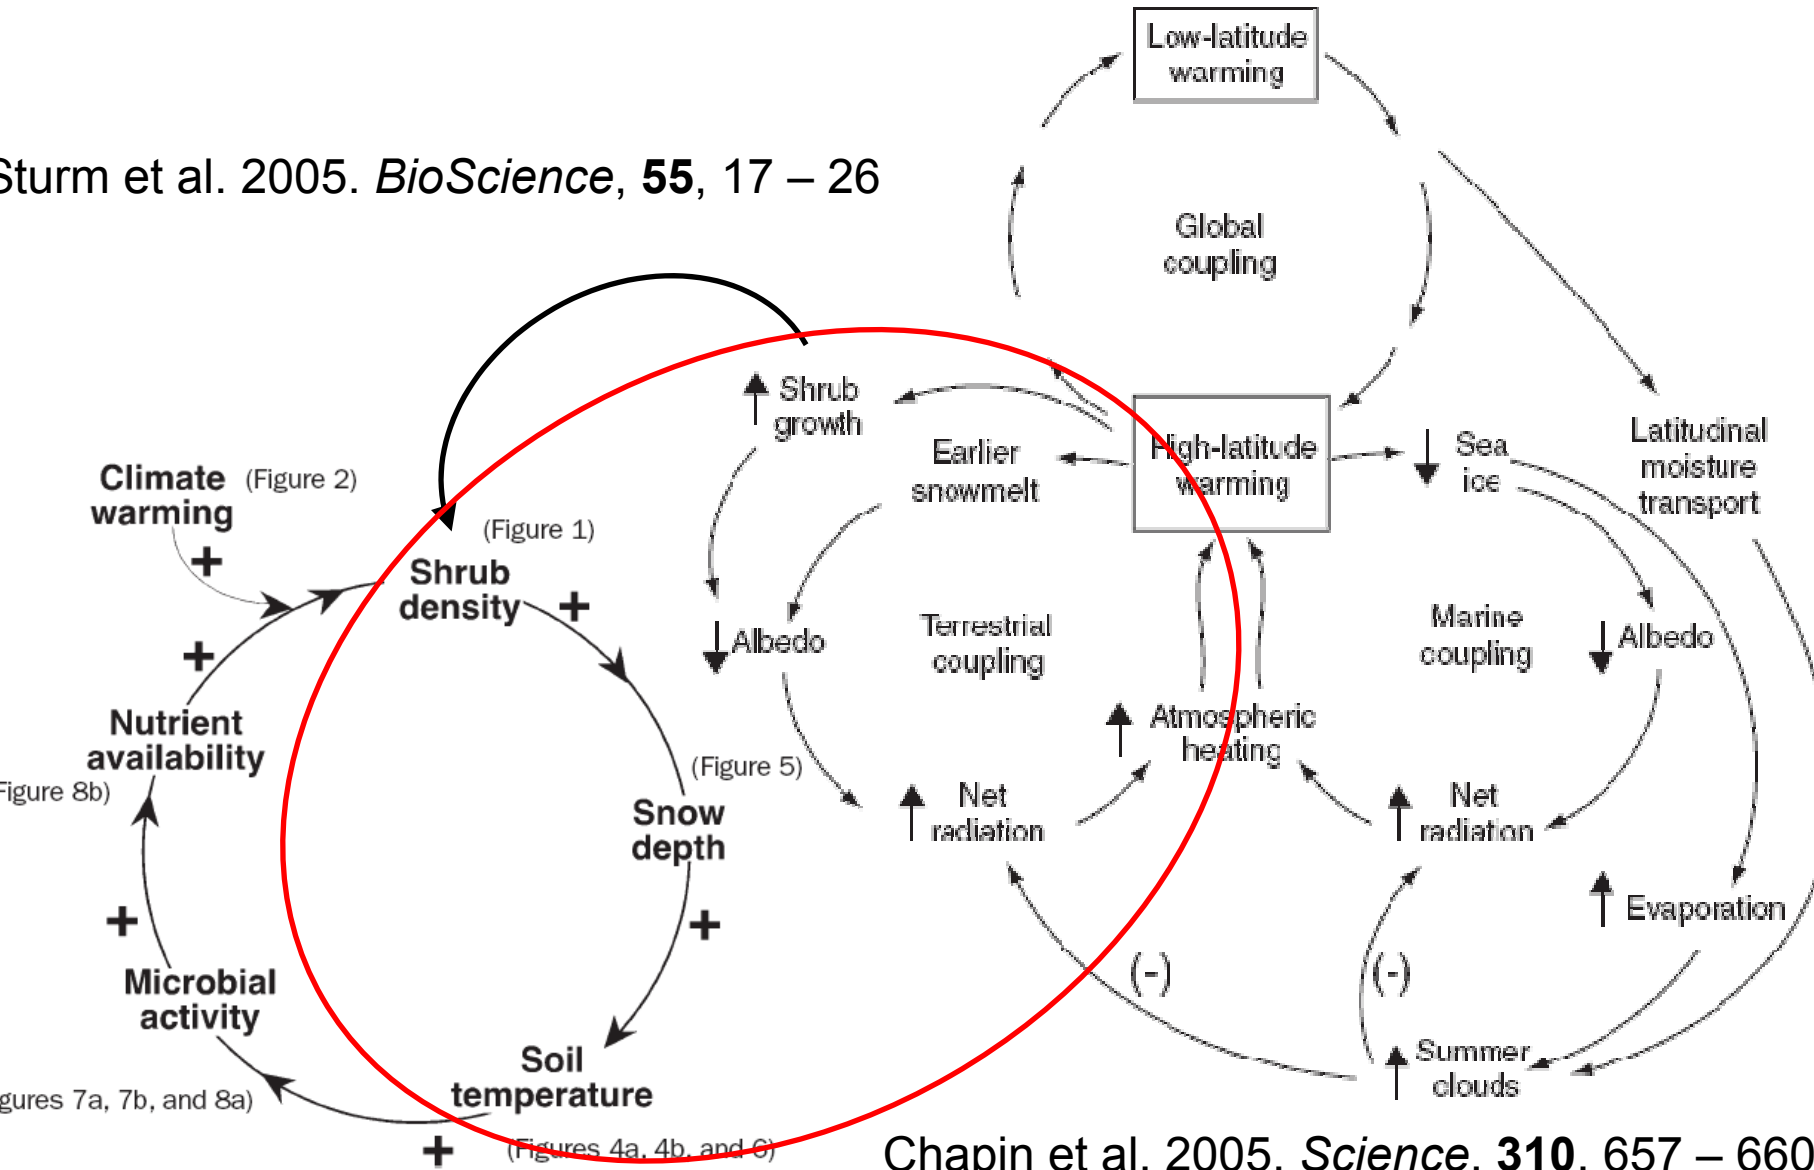 Low-latitude
warming
Sturm et al. 2005. BioScience, 55, 17 – 26
Global
coupling
Shrub
growth
High-latitude
warming
Earlier
snowmelt
Sea
ice
Latitudinal
moisture
transport
Climate
warming
(Figure 2)
+
(Figure 1)
Shrub
density
+
Albedo
Terrestrial
coupling
Marine
coupling
Albedo
+
Nutrient
availability
Figure 8b)
(Figure 5)
Snow
depth
Atmospheric
heating
Net
radiation
Net
radiation
+
+
Evaporation
(-)
(-)
Microbial
activity
Soil
temperature
Summer
clouds
gures 7a, 7b, and 8a)
+
(Figures 4a, 4b, and 6)
Chapin et al. 2005. Science, 310, 657 – 660